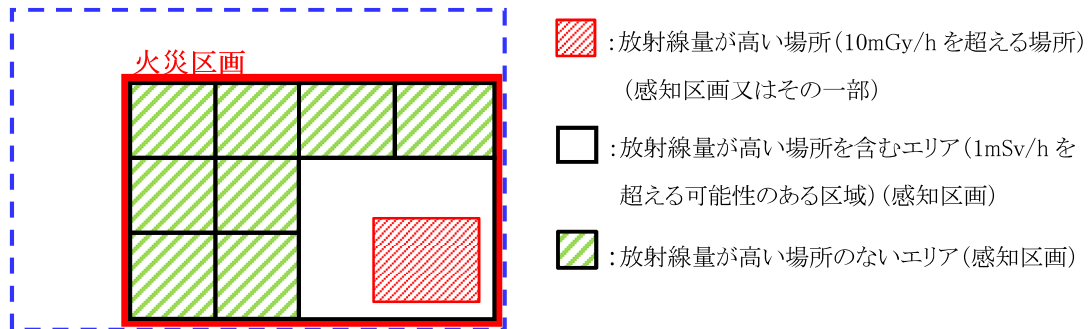 火災区画
：放射線量が高い場所（10mGy/h を超える場所）
（感知区画又はその一部）
：放射線量が高い場所を含むエリア（1mSv/h を
超える可能性のある区域）（感知区画）
：放射線量が高い場所のないエリア（感知区画）